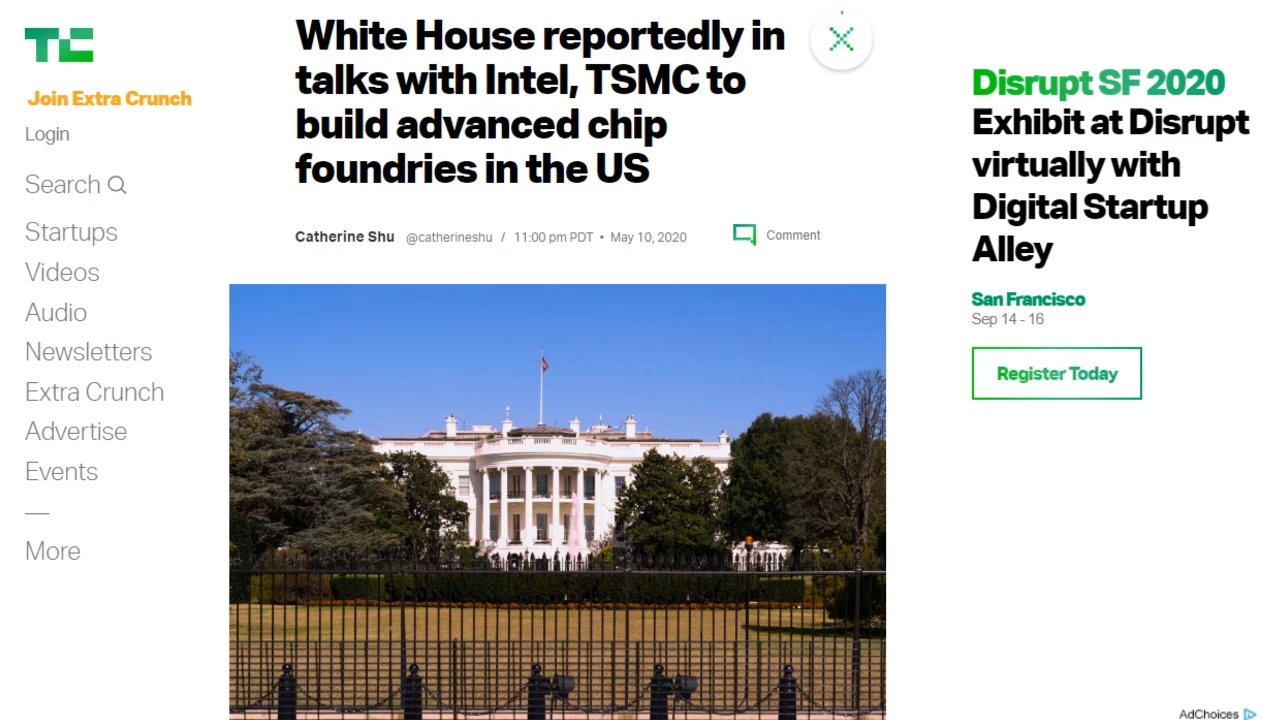 TC
Join Extra Crunch
Login
Search
Startups
Videos
Audio
Newsletters
Extra Crunch
Advertise
Events
More
White House reportedly in
talks with Intel, TSMC to
build advanced chip
foundries in the US
Catherine Shu @catherineshu / 11:00 pm PDT • May 10, 2020
Comment
Disrupt SF 2020
Exhibit at Disrupt
virtually with
Digital Startup
Alley
San Francisco
Sep 14 - 16
Register Today
AdChoices